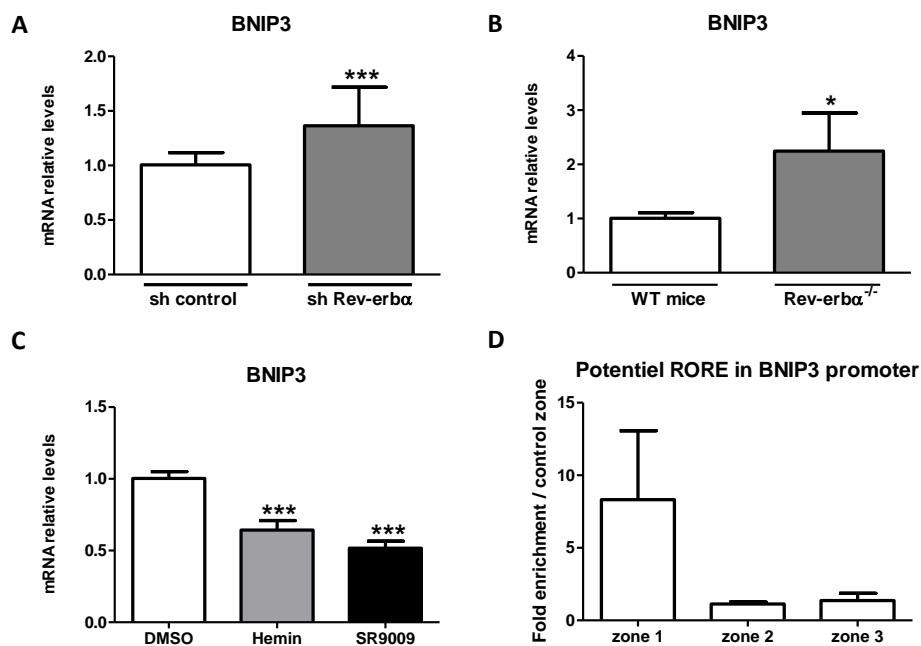 A
BNIP3
mRNA relative levels
2.0
1.5
1.0
0.5
0.0
***
sh control
sh Rev-erbα
B
BNIP3
mRNA relative levels
4
3
2
1
0
*
WT mice
Rev-erbα-/-
C
BNIP3
mRNA relative levels
1.5
1.0
0.5
0.0
***
***
DMSO
Hemin
SR9009
D
Potentiel RORE in BNIP3 promoter
Fold enrichment / control zone
15
10
5
0
zone 1
zone 2
zone 3